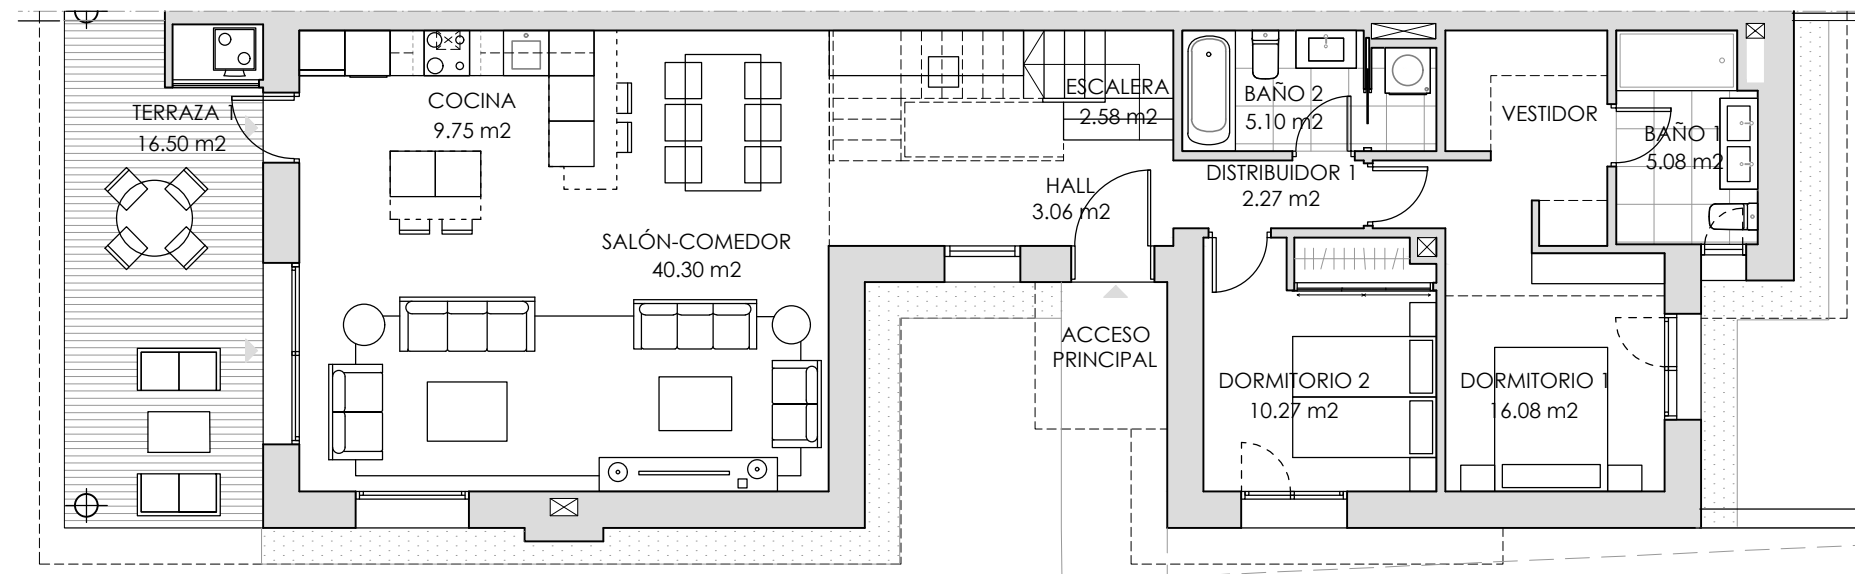 TERRAZA 1
16.50 m2
COCINA
9.75 m2
SALÓN-COMEDOR
40.30 m2
ESCALERA
2.58 m2
HALL
3.06 m2
ACCESO
PRINCIPAL
BAÑO 2
5.10 m2
DISTRIBUIDOR 1
2.27 m2
VESTIDOR
BAÑO 1
5.08 m2
DORMITORIO 2
10.27 m2
DORMITORIO 1
16.08 m2